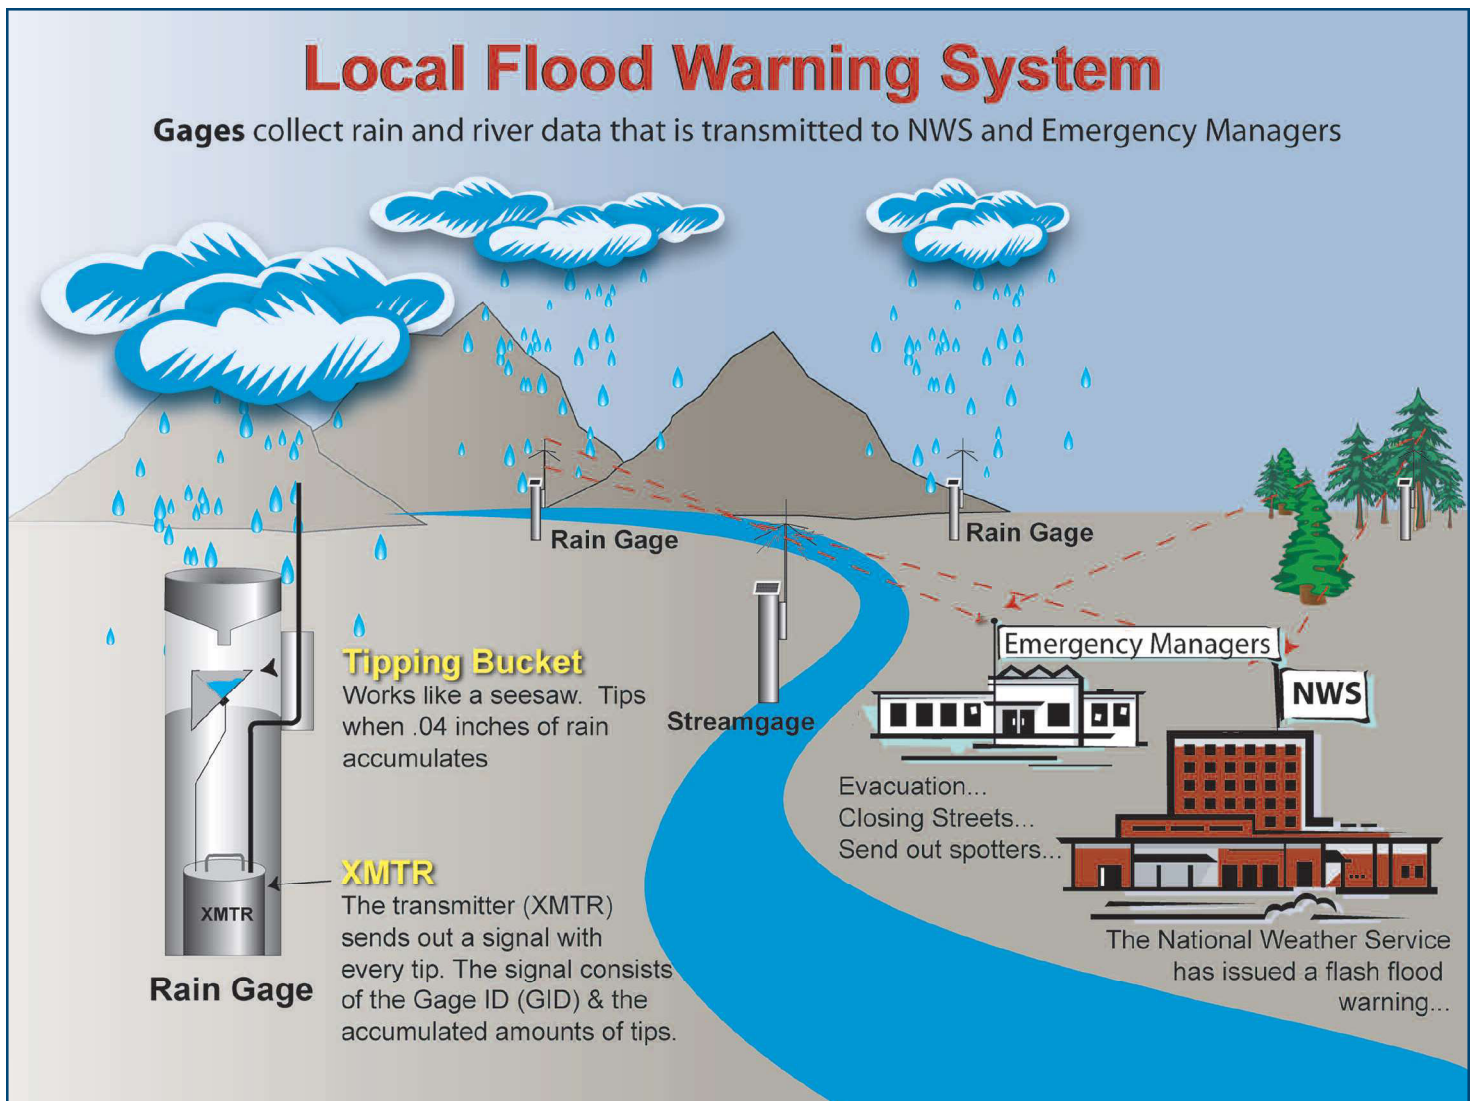 Local Flood Warning System
Gages collect rain and river data that is transmitted to NWS and Emergency Managers
Rain Gage
Rain Gage
Streamgage
Tipping Bucket
Works like a seesaw. Tips
when .04 inches of rain
accumulates
XMTR
The transmitter (XMTR)
sends out a signal with
every tip. The signal consists
of the Gage ID (GID) & the
accumulated amounts of tips.
XMTR
Rain Gage
Emergency Managers
NWS
Evacuation...
Closing Streets...
Send out spotters...
The National Weather Service
has issued a flash flood
warning...